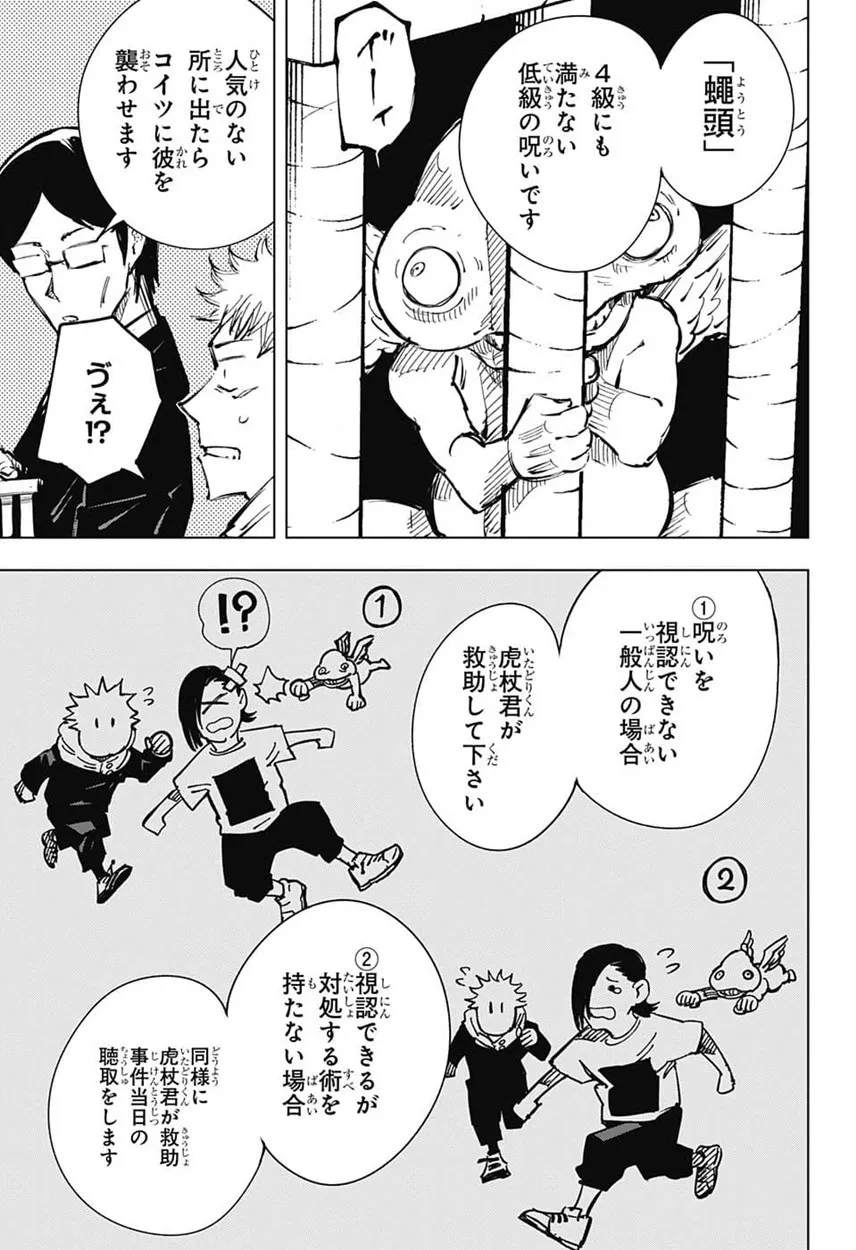 「蠅頭」
4級にも
満たない
低級の呪いです
ギーッ
人気のない
所に出たら
コイツに彼を
襲わせます
ゔぇ!?
①呪いを
視認できない
一般人の場合
虎杖君が
救助して下さい
①
!?
②
②視認できるが
対処する術を
持たない場合
同様に
虎杖君が救助
事件当日の
聴取をします